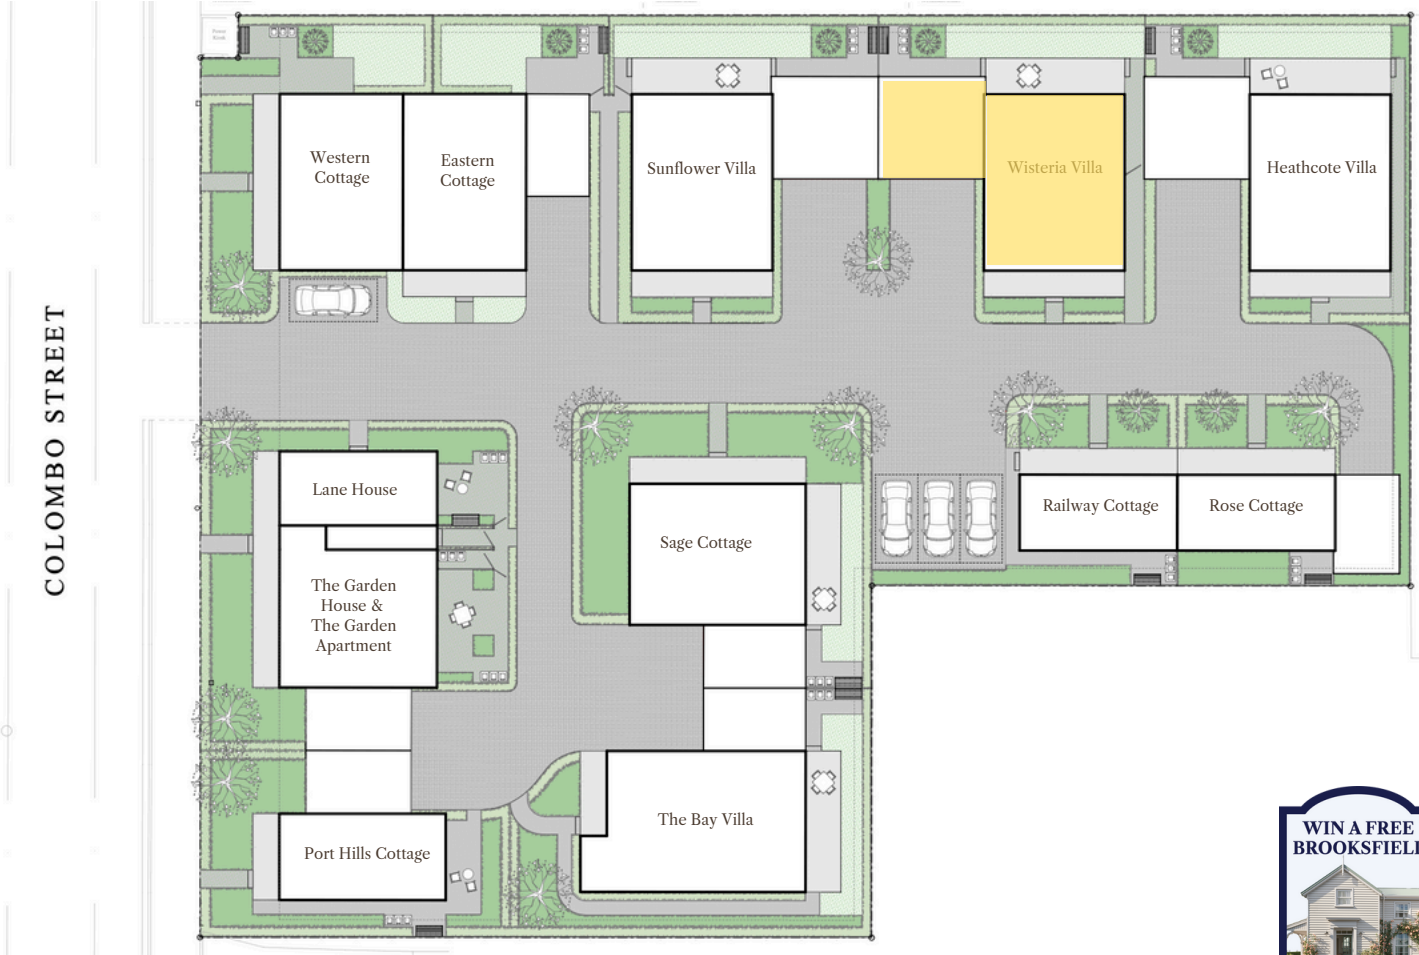 Western
Cottage
Eastern
Cottage
Sunflower Villa
Wisteria Villa
Heathcote Villa
COLOMBO STREET
Lane House
Railway Cottage
Rose Cottage
Sage Cottage
The Garden
House &
The Garden
Apartment
The Bay Villa
Port Hills Cottage
WIN A FREE
BROOKSFIEL